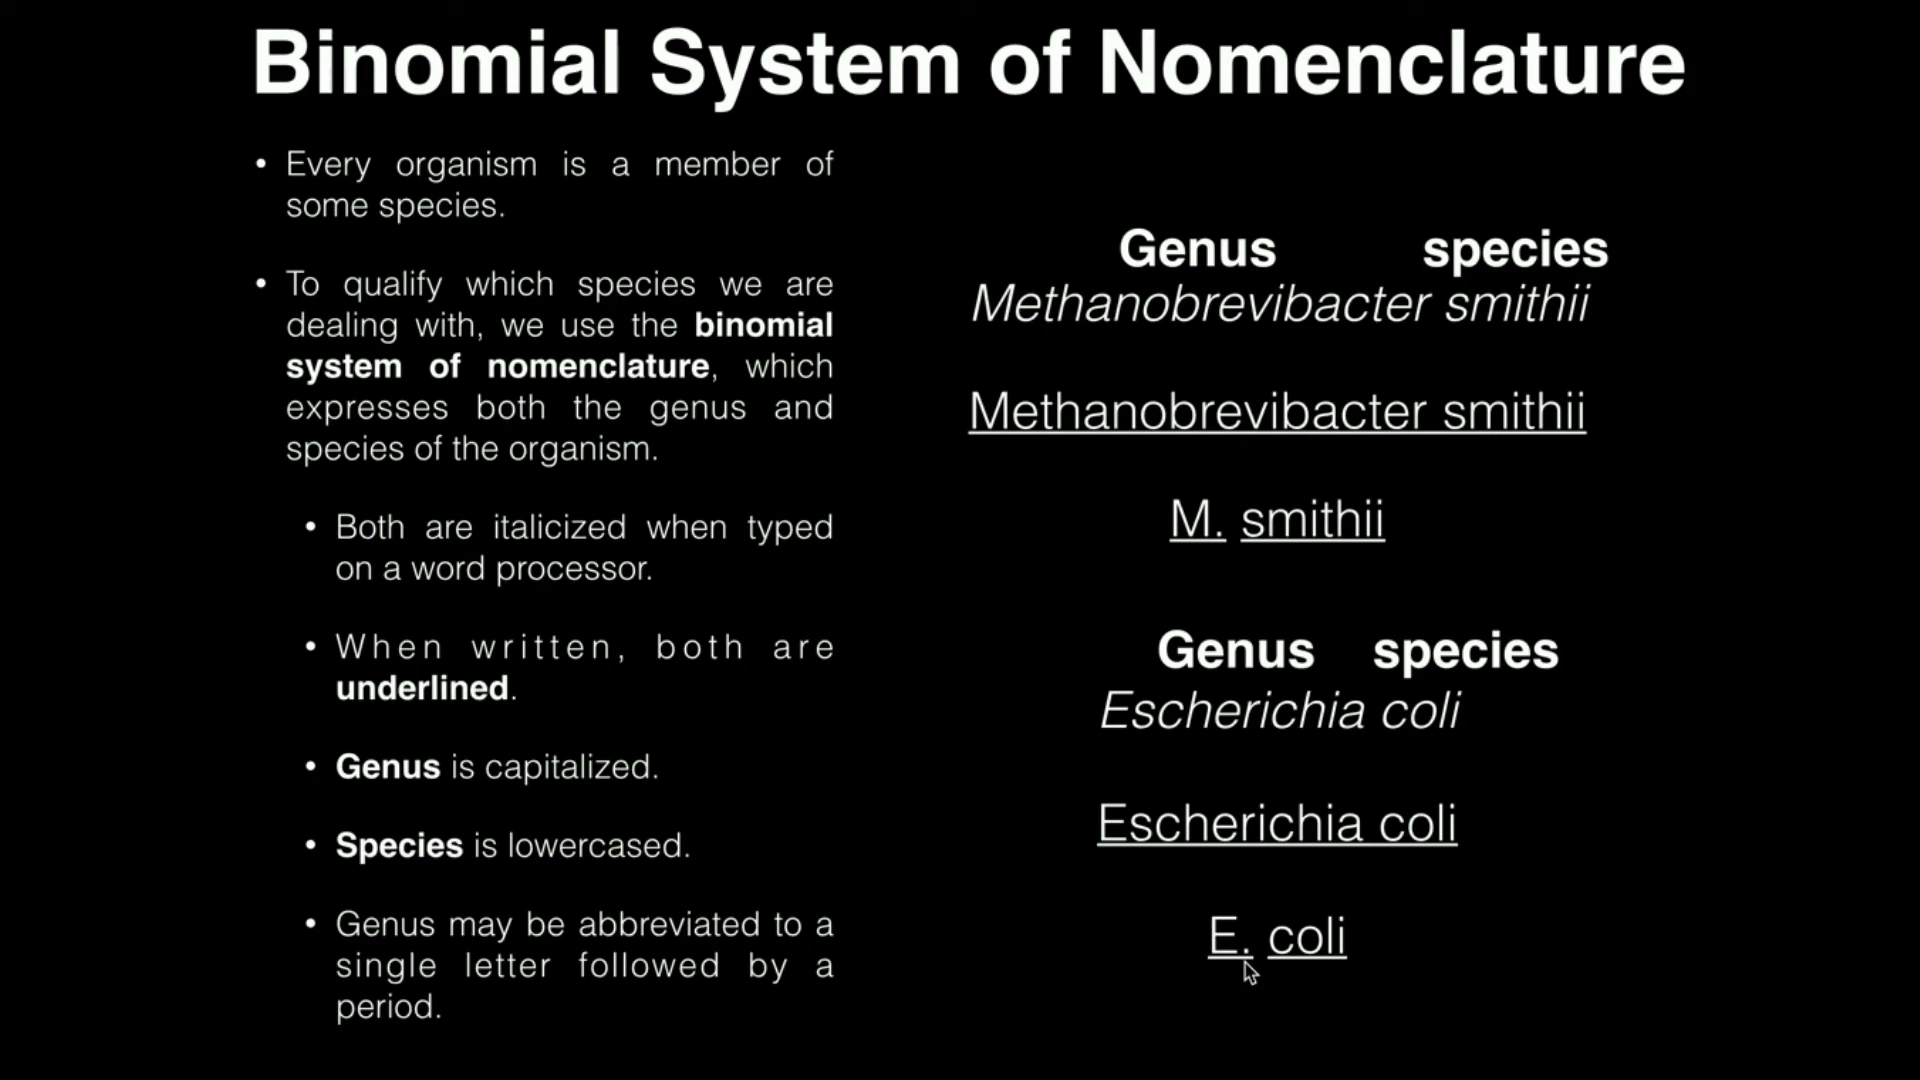 Binomial System of Nomenclature
• Every organism is a member of
some species.
• To qualify which species we are
dealing with, we use the binomial
system of nomenclature, which
expresses both the genus and
species of the organism.
• Both are italicized when typed
on a word processor.
• When written, both are
underlined.
• Genus is capitalized.
• Species is lowercased.
• Genus may be abbreviated to a
single letter followed by a
period.
Genus species
Methanobrevibacter smithii
Methanobrevibacter smithii
M. smithii
Genus species
Escherichia coli
Escherichia coli
E. coli